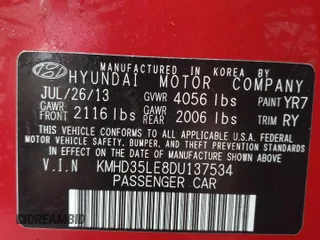 MANUFACTURED IN KOREA BY
HYUNDAI MOTOR COMPANY
JUL/26/13 GVWR 4056 lbs PAINT YR7
GAWR FRONT 2116 lbs GAWR REAR 2006 lbs TRIM RY
THIS VEHICLE CONFORMS TO ALL APPLICABLE U.S. FEDERAL
MOTOR VEHICLE SAFETY, BUMPER, AND THEFT PREVENTION
STANDARDS IN EFFECT ON THE DATE OF MANUFACTURE
SHOWN ABOVE.
V.I.N KMHD35LE8DU137534
PASSENGER CAR
DREAMBID